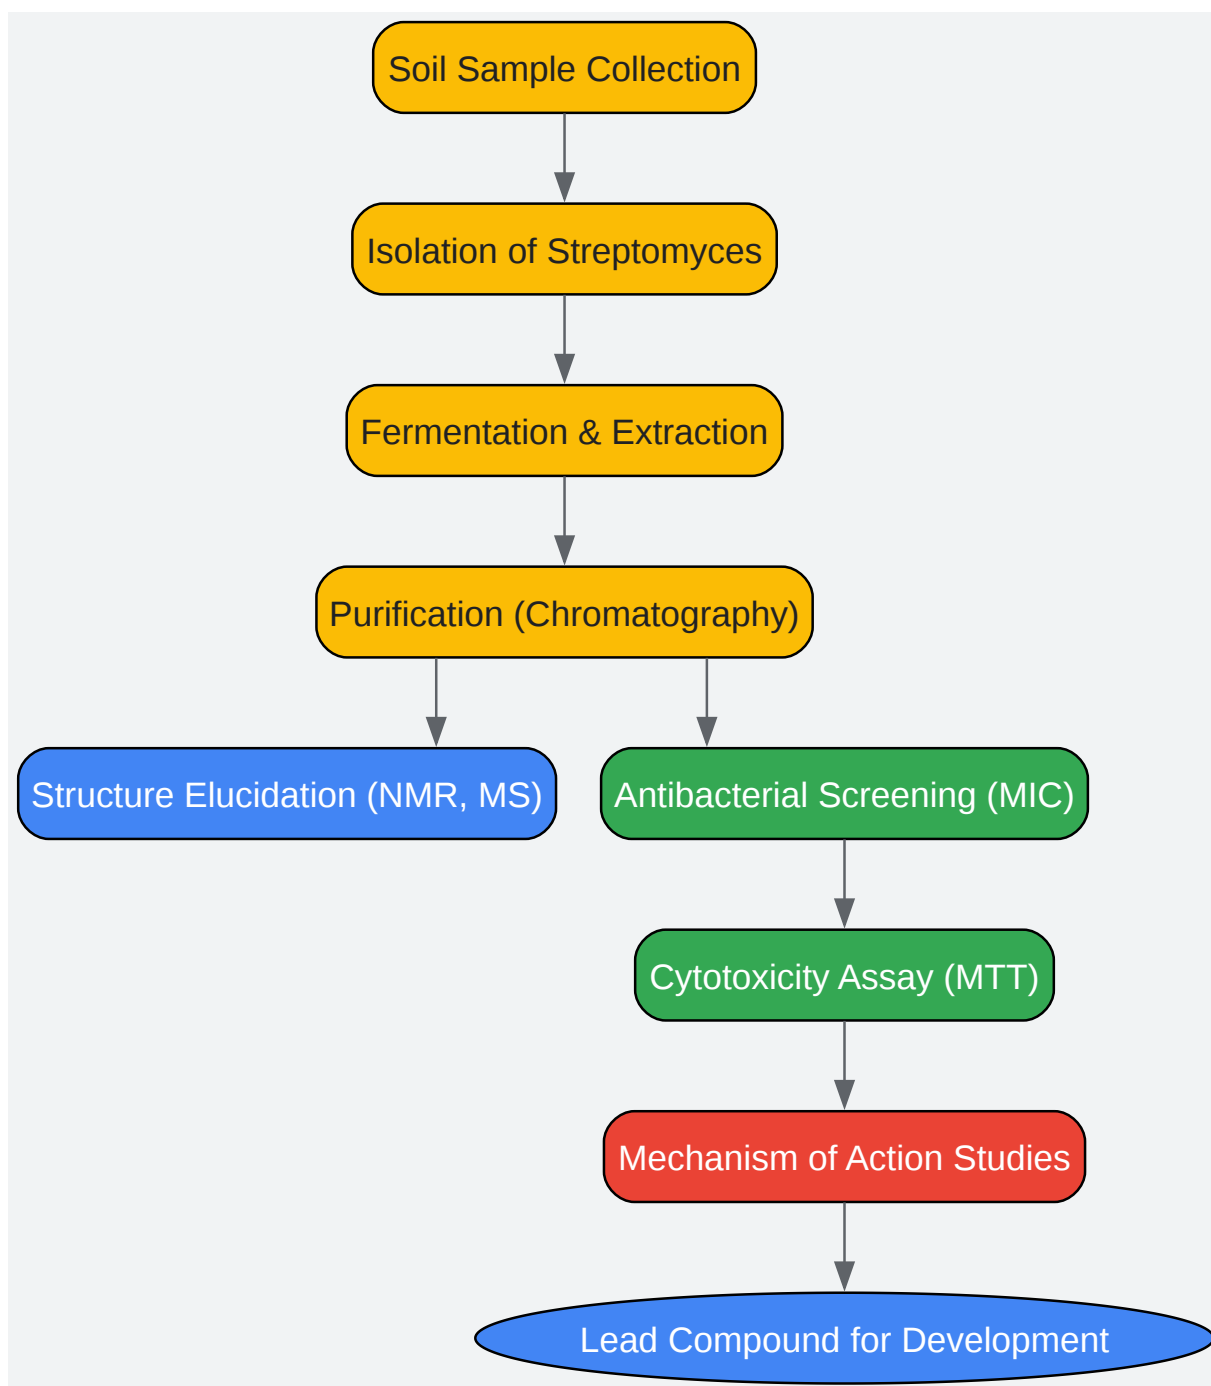 Soil Sample Collection
Isolation of Streptomyces
Fermentation & Extraction
Purification (Chromatography)
Structure Elucidation (NMR, MS)
Antibacterial Screening (MIC)
Cytotoxicity Assay (MTT)
Mechanism of Action Studies
Lead Compound for Development